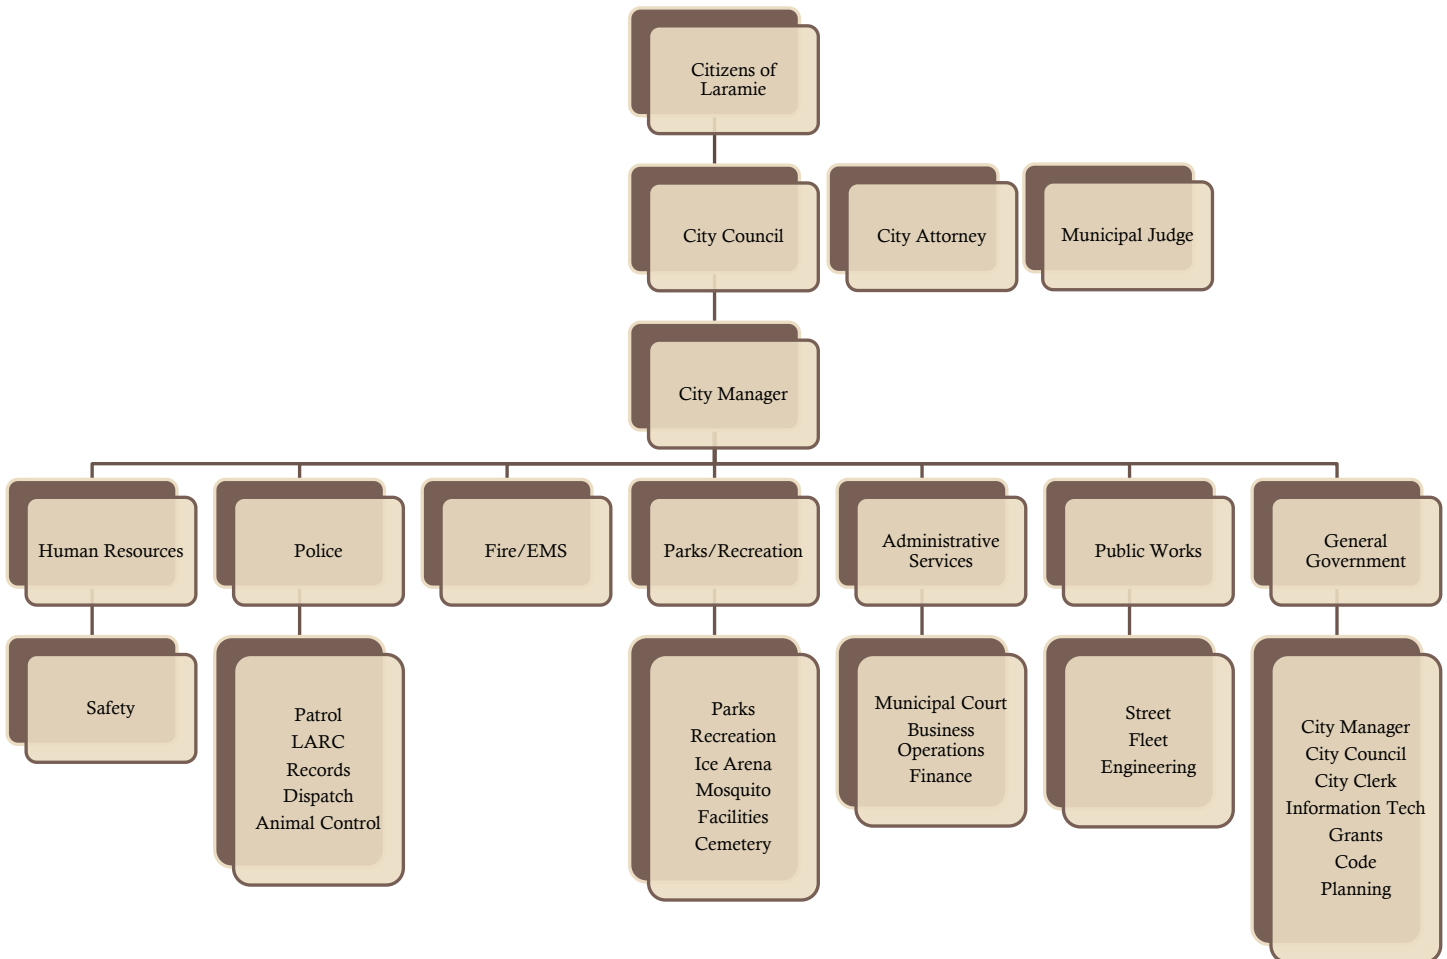 Citizens of
Laramie
City Council
City Attorney
Municipal Judge
City Manager
Human Resources
Police
Fire/EMS
Parks/Recreation
Administrative
Services
Public Works
General
Government
Safety
Patrol
LARC
Records
Dispatch
Animal Control
Parks
Recreation
Ice Arena
Mosquito
Facilities
Cemetery
Municipal Court
Business
Operations
Finance
Street
Fleet
Engineering
City Manager
City Council
City Clerk
Information Tech
Grants
Code
Planning